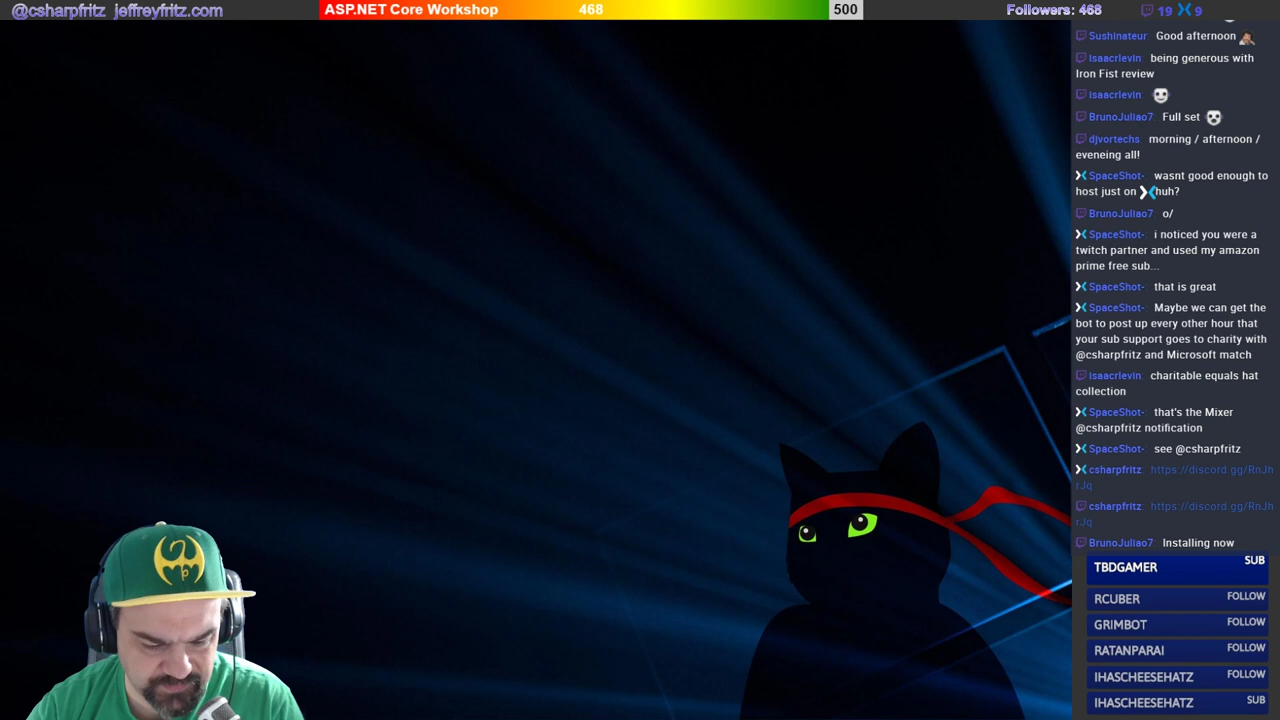 @csharpfritz jeffreyfritz.com
ASP.NET Core Workshop 468 500
Followers: 468 19 9
Sushinateur Good afternoon
isaacrlevin being generous with
Iron Fist review
isaacrlevin
BrunoJuliao7 Full set
djvortechs morning / afternoon /
eveneing all!
SpaceShot- wasnt good enough to
host just on huh?
BrunoJuliao7 o/
SpaceShot- i noticed you were a
twitch partner and used my amazon
prime free sub...
SpaceShot- that is great
SpaceShot- Maybe we can get the
bot to post up every other hour that
your sub support goes to charity with
@csharpfritz and Microsoft match
isaacrlevin charitable equals hat
collection
SpaceShot- that's the Mixer
@csharpfritz notification
SpaceShot- see @csharpfritz
csharpfritz https://discord.gg/RnJh
rJq
csharpfritz https://discord.gg/RnJh
rJq
BrunoJuliao7 Installing now
TBDGAMER SUB
RCUBER FOLLOW
GRIMBOT FOLLOW
RATANPARAI FOLLOW
IHASCHEESEHATZ FOLLOW
IHASCHEESEHATZ SUB